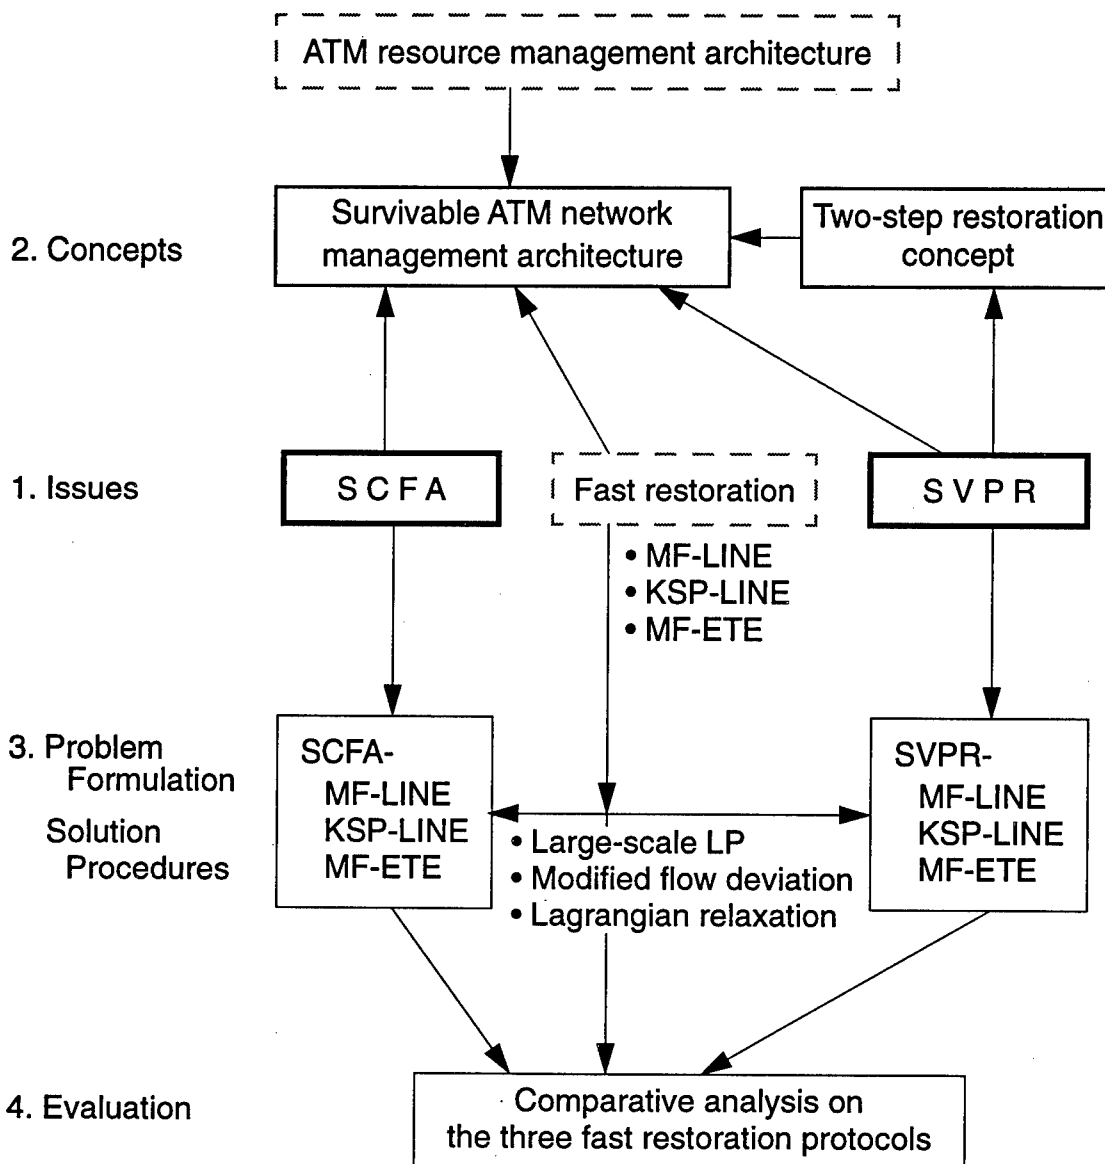 ATM resource management architecture
2. Concepts
Survivable ATM network
management architecture
Two-step restoration
concept
1. Issues
S C F A
Fast restoration
S V P R
• MF-LINE
• KSP-LINE
• MF-ETE
3. Problem
Formulation
Solution
Procedures
SCFA-
MF-LINE
KSP-LINE
MF-ETE
• Large-scale LP
• Modified flow deviation
• Lagrangian relaxation
SVPR-
MF-LINE
KSP-LINE
MF-ETE
4. Evaluation
Comparative analysis on
the three fast restoration protocols